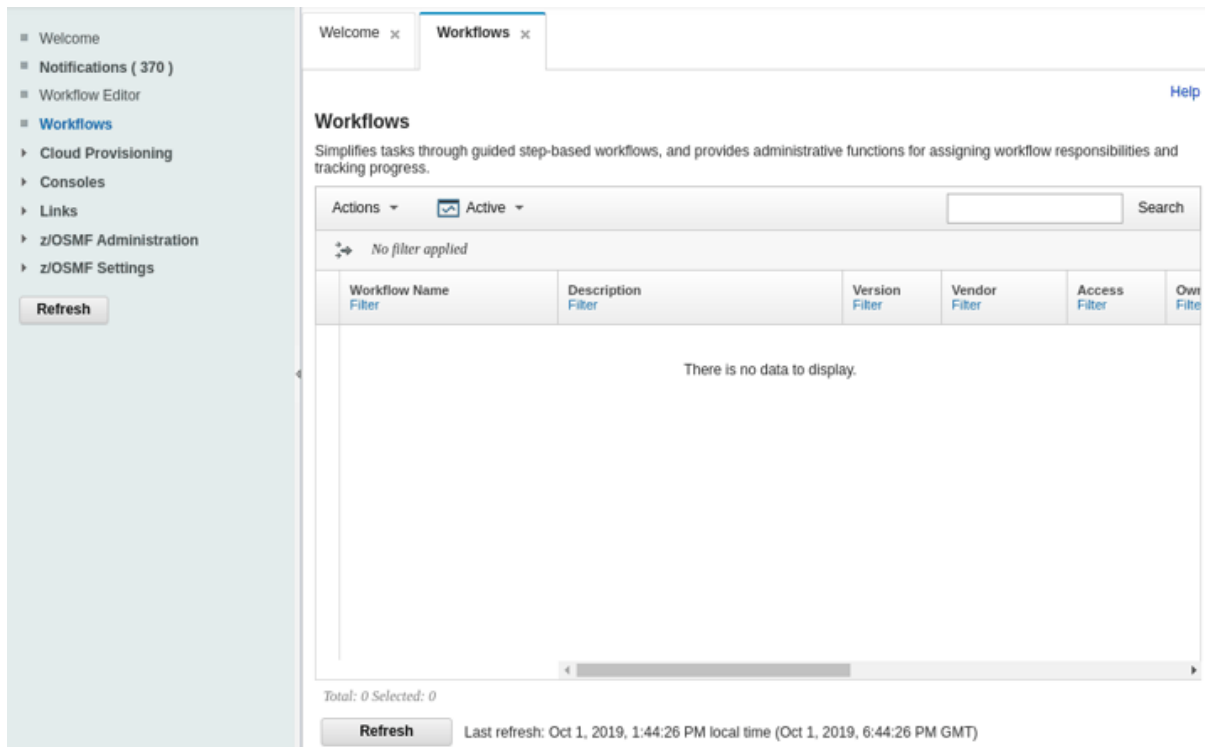 Welcome
Notifications ( 370 )
Workflow Editor
Workflows
Cloud Provisioning
Consoles
Links
z/OSMF Administration
z/OSMF Settings
Refresh
Welcome x Workflows x
Help
Workflows
Simplifies tasks through guided step-based workflows, and provides administrative functions for assigning workflow responsibilities and
tracking progress.
Actions Active Search
No filter applied
Workflow Name Description Version Vendor Access Own
Filter Filter Filter Filter Filter Filte
There is no data to display.
Total: 0 Selected: 0
Refresh Last refresh: Oct 1, 2019, 1:44:26 PM local time (Oct 1, 2019, 6:44:26 PM GMT)